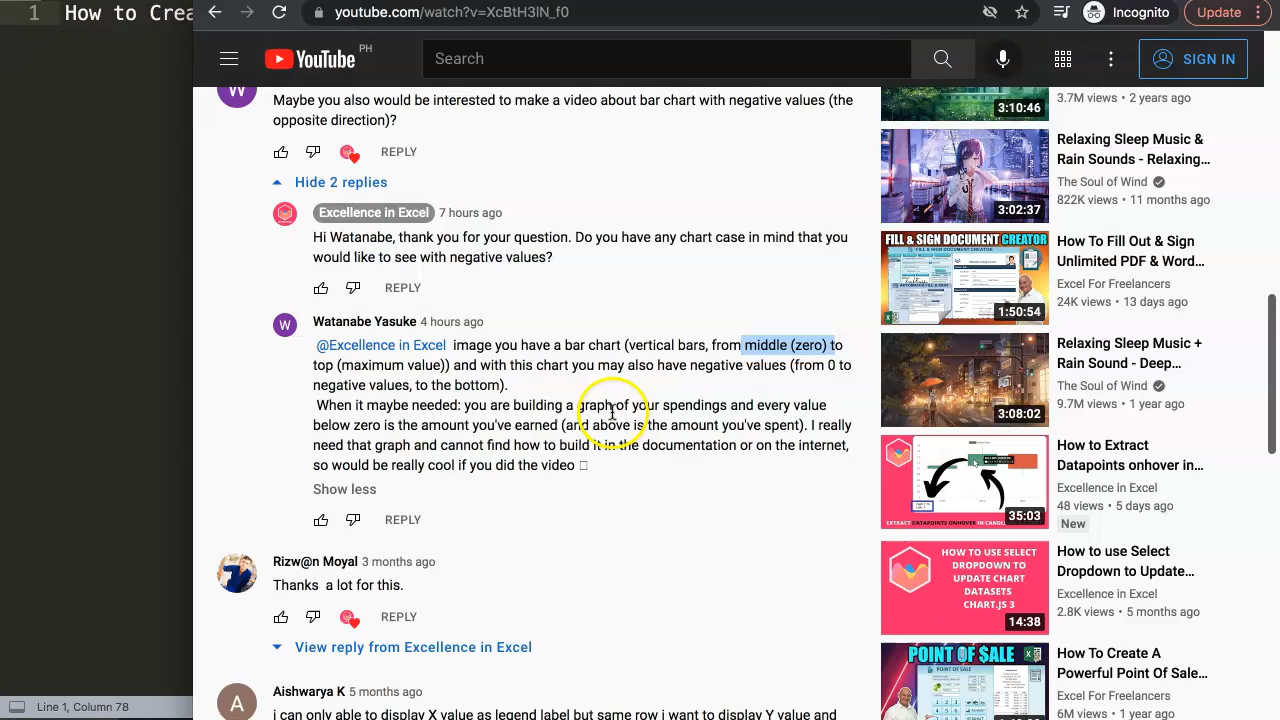 1 How to Crea
youtube.com/watch?v=XcBtH3lN_f0
Incognito
Update
YouTube PH
Search
SIGN IN
W
Maybe you also would be interested to make a video about bar chart with negative values (the
opposite direction)?
REPLY
Hide 2 replies
Excellence in Excel 7 hours ago
Hi Watanabe, thank you for your question. Do you have any chart case in mind that you
uld like to see with negative value?
REPLY
W
Watanabe Yasuke 4 hours ago
@Excellence in Excel image you have a bar chart (vertical bars, from middle (zero) to
top (maximum value)) and with this chart you may also have negative values (from 0 to
negative values, to the bottom).
When it maybe needed: you are building a graph of your spendings and every value
below zero is the amount you've earned (and above is the amount you've spent). I really
need that graph and cannot find how to build it in the documentation or on the internet,
so would be really cool if you did the video
Show less
REPLY
Rizw@n Moyal 3 months ago
Thanks a lot for this.
REPLY
View reply from Excellence in Excel
A
Aishwarya k 5 months ago
able to display X value as legend label? same row i want to display Y value and
3:10:46
3.7M views • 2 years ago
3:02:37
Relaxing Sleep Music &
Rain Sounds - Relaxing...
The Soul of Wind
822K views • 11 months ago
FILL & SIGN DOCUMENT CREATOR
1:50:54
How To Fill Out & Sign
Unlimited PDF & Word...
Excel For Freelancers
24K views • 13 days ago
3:08:02
Relaxing Sleep Music +
Rain Sound - Deep...
The Soul of Wind
9.7M views • 1 year ago
EXTRACT DATAPOINTS ONHOVER IN CANDL
35:03
How to Extract
Datapoints onhover in...
Excellence in Excel
48 views • 5 days ago
New
HOW TO USE SELECT
DROPDOWN TO
UPDATE CHART
DATASETS
CHART.JS 3
14:38
How to use Select
Dropdown to Update...
Excellence in Excel
2.8K views • 5 months ago
POINT OF $ALE
How To Create A
Powerful Point Of Sale...
Excel For Freelancers
6M views • 1 year ago
Line 1, Column 78